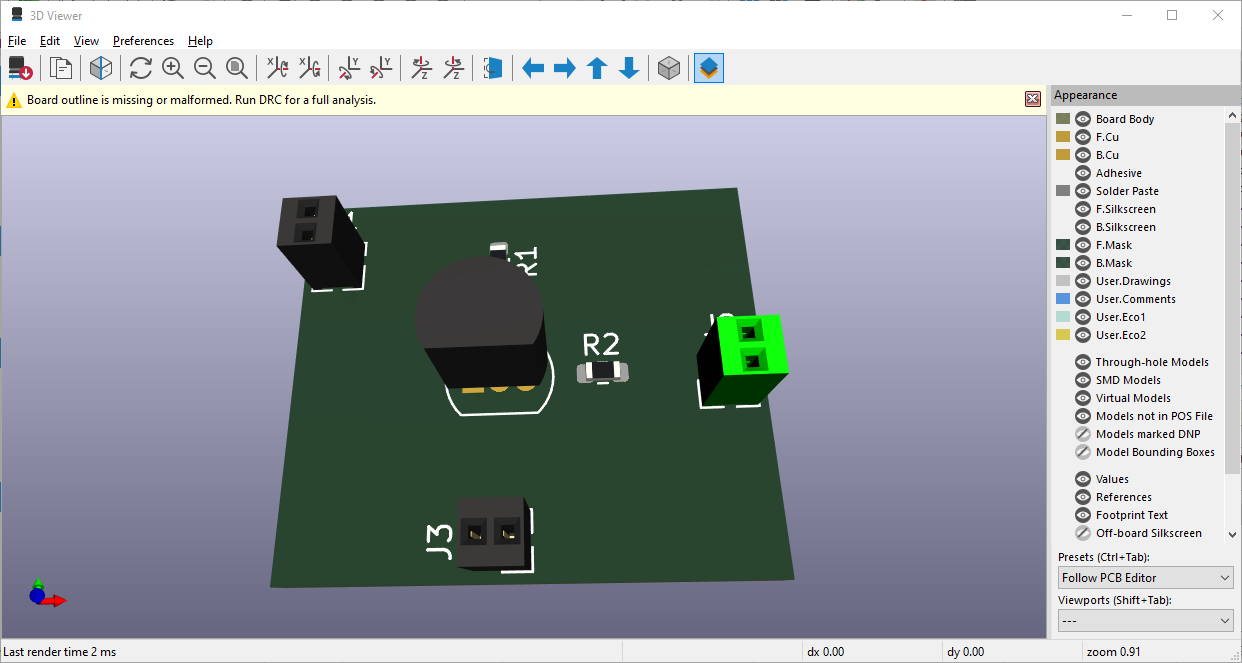 3D Viewer
File Edit View Preferences Help
Board outline is missing or malformed. Run DRC for a full analysis.
R1
R2
J3
Appearance
Board Body
F.Cu
B.Cu
Adhesive
Solder Paste
F.Silkscreen
B.Silkscreen
F.Mask
B.Mask
User.Drawings
User.Comments
User.Eco1
User.Eco2
Through-hole Models
SMD Models
Virtual Models
Models not in POS File
Models marked DNP
Model Bounding Boxes
Values
References
Footprint Text
Off-board Silkscreen
Presets (Ctrl+Tab):
Follow PCB Editor
Viewports (Shift+Tab):
---
Last render time 2 ms
dx 0.00
dy 0.00
zoom 0.91